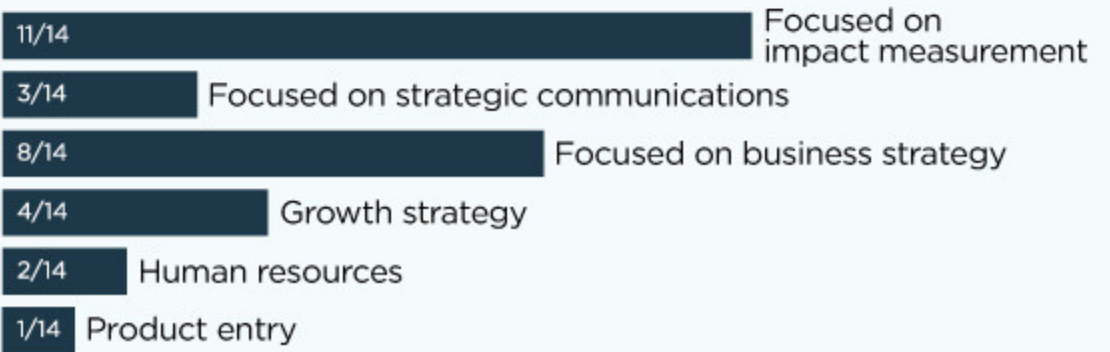 11/14
Focused on
impact measurement
3/14 Focused on strategic communications
8/14 Focused on business strategy
4/14 Growth strategy
2/14 Human resources
1/14 Product entry